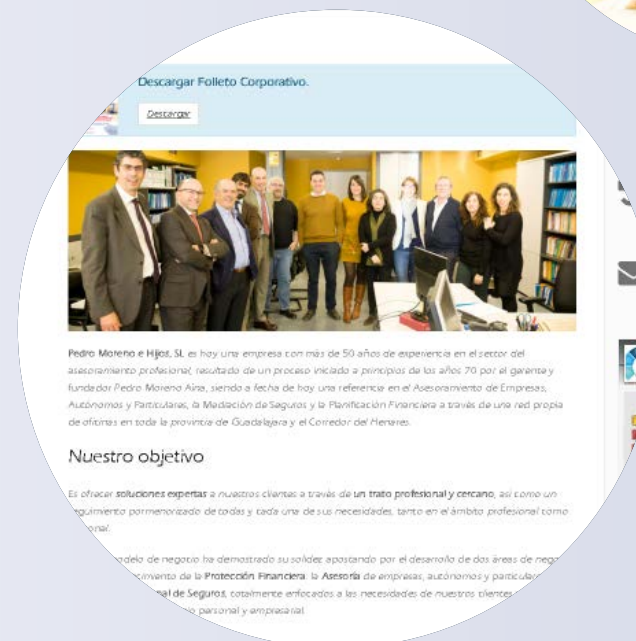 Descargar Folleto Corporativo.
Descargar
Pedro Moreno e Hijos, SL es hoy una empresa con más de 50 años de experiencia en el sector del
asesoramiento profesional, resultado de un proceso iniciado a principios de los años 70 por el gerente y
fundador Pedro Moreno Aina, siendo a fecha de hoy una referencia en el Asesoramiento de Empresas,
Autónomos y Particulares, la Mediación de Seguros y la Planificación Financiera a través de una red propia
de oficinas en toda la provincia de Guadalajara y el Corredor del Henares.
Nuestro objetivo
Es ofrecer soluciones expertas a nuestros clientes a través de un trato profesional y cercano, así como un
seguimiento pormenorizado de todas y cada una de sus necesidades, tanto en el ámbito profesional como
modelo de negocio ha demostrado su solidez apostando por el desarrollo de dos áreas de
de la Protección Financiera: la Asesoría de empresas, autónomos y
de Seguros, totalmente enfocados a las necesidades de nuestros clientes
personal y empresarial.